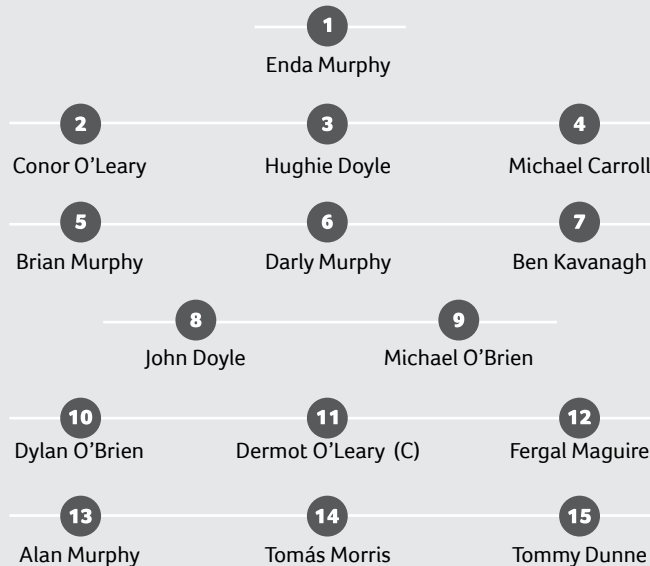 1
Enda Murphy
2 3 4
Conor O’Leary Hughie Doyle Michael Carroll
5 6 7
Brian Murphy Darly Murphy Ben Kavanagh
8 9
John Doyle Michael O’Brien
10 11 12
Dylan O’Brien Dermot O’Leary (C) Fergal Maguire
13 14 15
Alan Murphy Tomás Morris Tommy Dunne